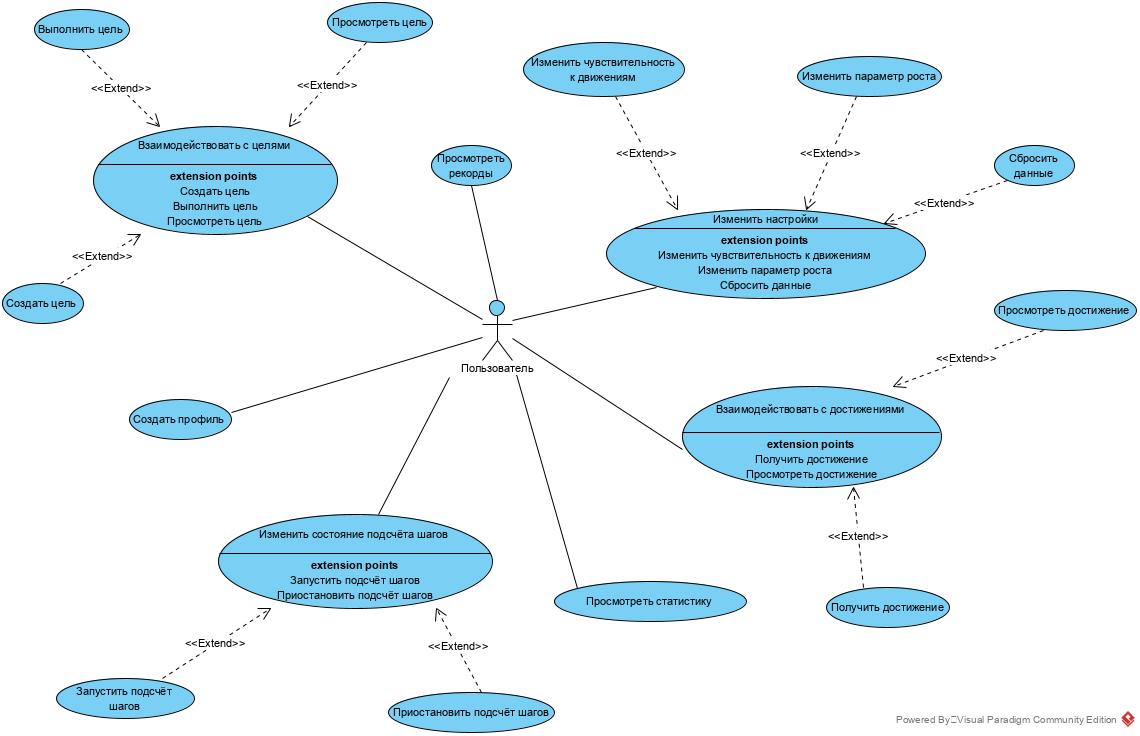 Выполнить цель
Просмотреть цель
<<Extend>>
<<Extend>>
Взаимодействовать с целями
extension points
Создать цель
Выполнить цель
Просмотреть цель
<<Extend>>
Создать цель
Просмотреть
рекорды
Изменить чувствительность
к движениям
Изменить параметр роста
Сбросить
данные
<<Extend>>
<<Extend>>
<<Extend>>
Изменить настройки
extension points
Изменить чувствительность к движениям
Изменить параметр роста
Сбросить данные
Пользователь
Просмотреть достижение
<<Extend>>
Взаимодействовать с достижениями
extension points
Получить достижение
Просмотреть достижение
<<Extend>>
Получить достижение
Создать профиль
Изменить состояние подсчёта шагов
extension points
Запустить подсчёт шагов
Приостановить подсчёт шагов
<<Extend>>
<<Extend>>
Запустить подсчёт
шагов
Приостановить подсчёт шагов
Просмотреть статистику
Powered By Visual Paradigm Community Edition